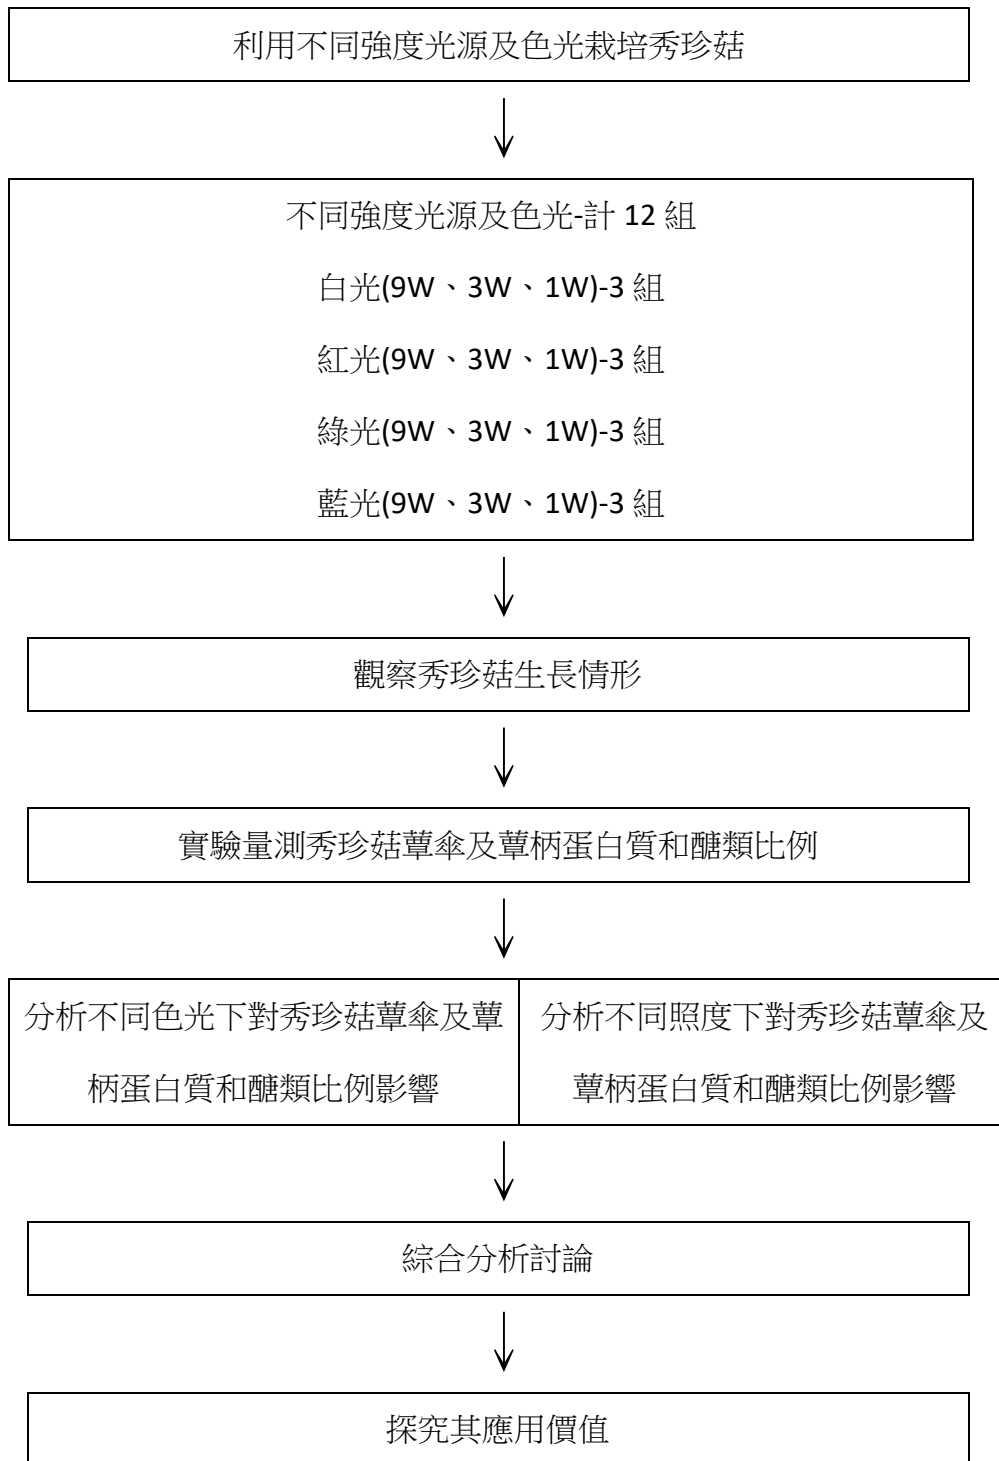 利用不同強度光源及色光栽培秀珍菇
不同強度光源及色光-計 12 組
白光(9W、3W、1W)-3 組
紅光(9W、3W、1W)-3 組
綠光(9W、3W、1W)-3 組
藍光(9W、3W、1W)-3 組
觀察秀珍菇生長情形
實驗量測秀珍菇蕈傘及蕈柄蛋白質和醣類比例
分析不同色光下對秀珍菇蕈傘及蕈
柄蛋白質和醣類比例影響
分析不同照度下對秀珍菇蕈傘及
蕈柄蛋白質和醣類比例影響
綜合分析討論
探究其應用價值